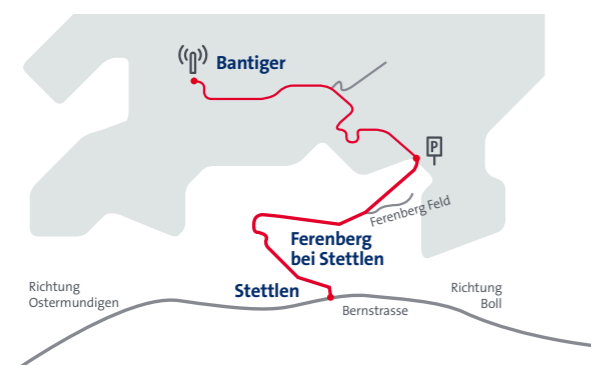 Bantiger
P
Ferenberg Feld
Ferenberg
bei Stettlen
Stettlen
Richtung
Ostermundigen
Bernstrasse
Richtung
Boll